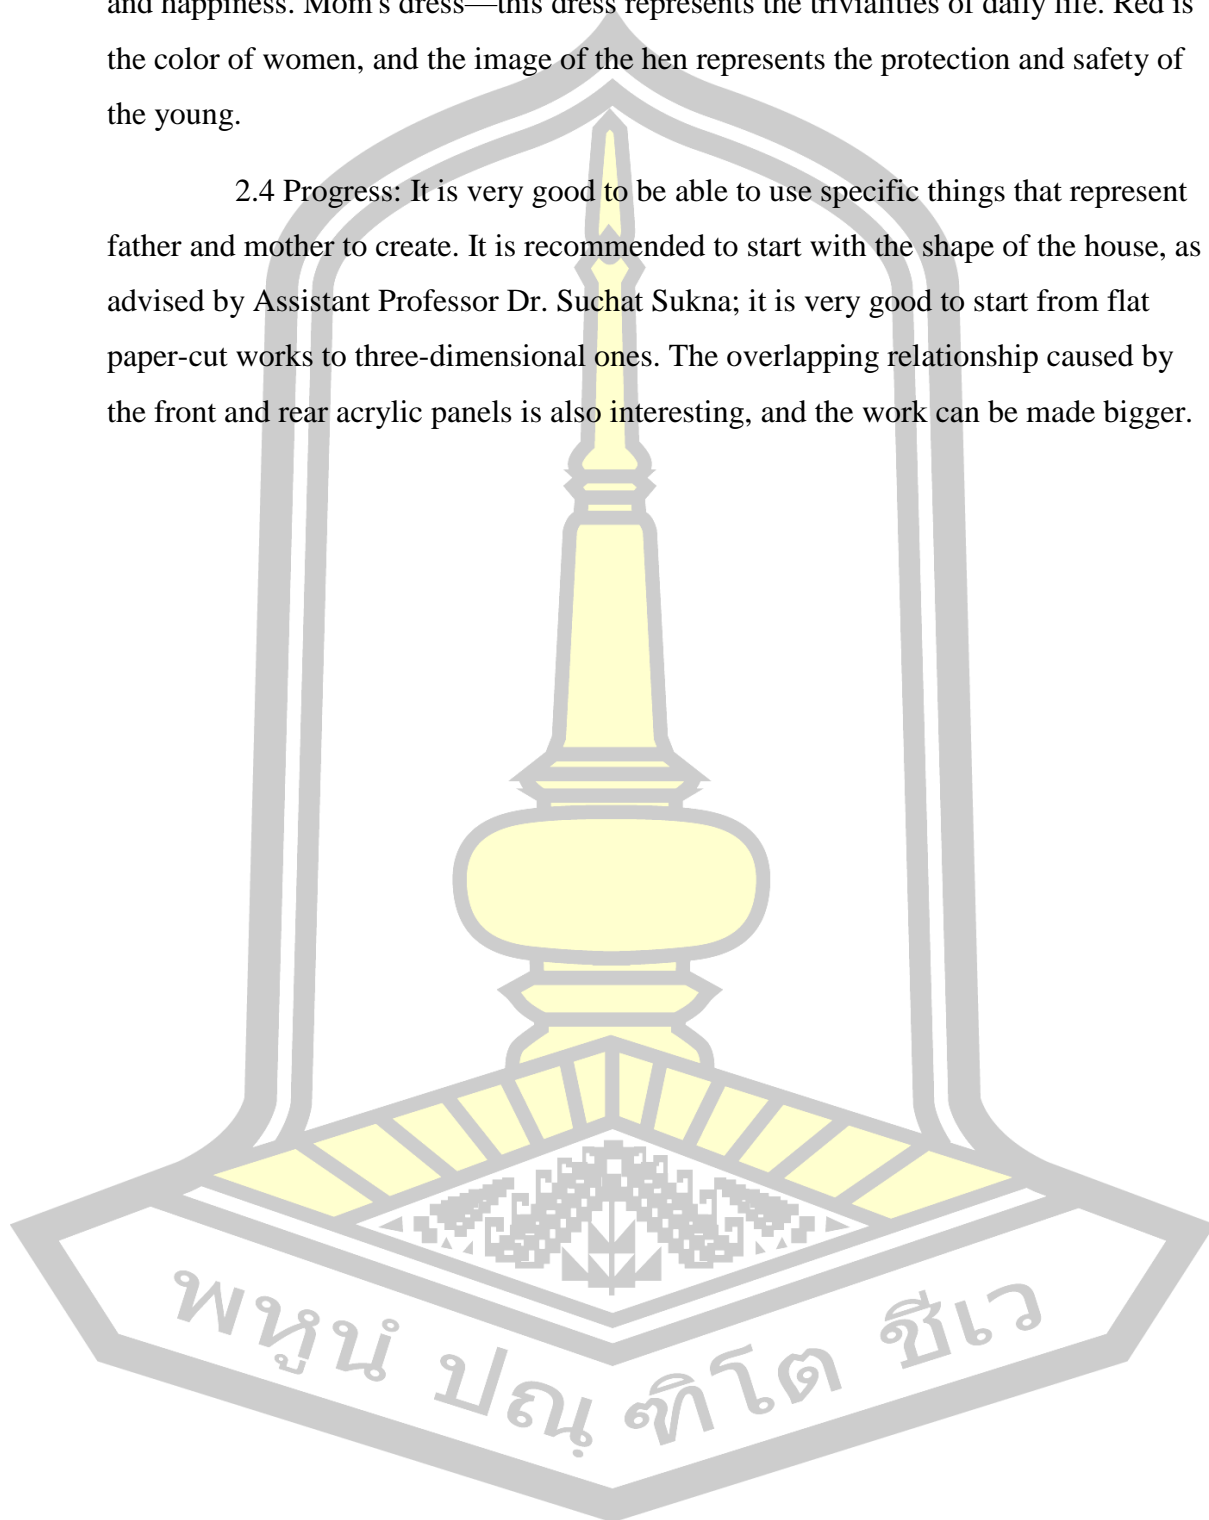 and happiness. Mom's dress—this dress represents the trivialities of daily life. Red is
the color of women, and the image of the hen represents the protection and safety of
the young.
2.4 Progress: It is very good to be able to use specific things that represent
father and mother to create. It is recommended to start with the shape of the house, as
advised by Assistant Professor Dr. Suchat Sukna; it is very good to start from flat
paper-cut works to three-dimensional ones. The overlapping relationship caused by
the front and rear acrylic panels is also interesting, and the work can be made bigger.
พหูนํ ปณฺฑิโต ชีเว